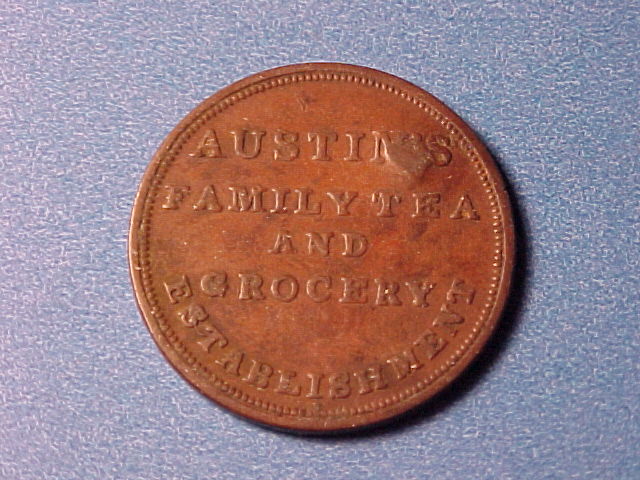 AUSTIN'S
FAMILY TEA
AND
GROCERY
ESTABLISHMENT